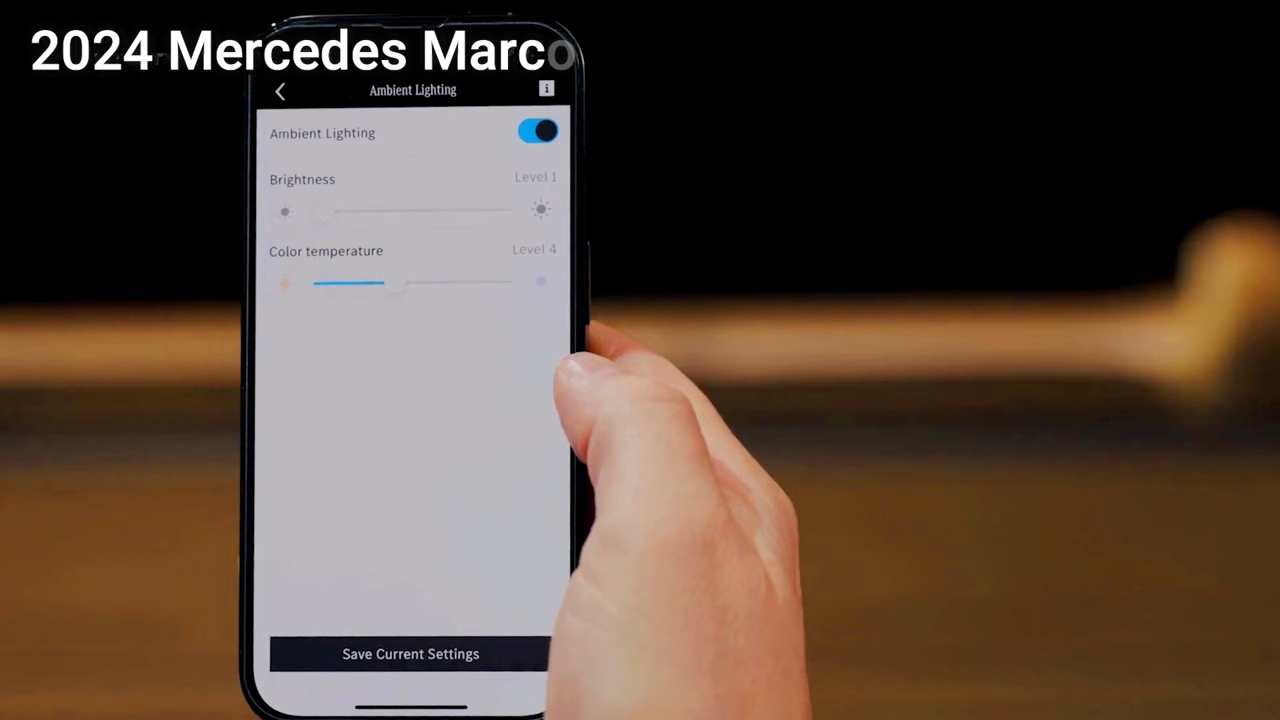 2024 Mercedes Marco
Ambient Lighting
i
Ambient Lighting
Brightness Level 1
Color temperature Level 4
Save Current Settings